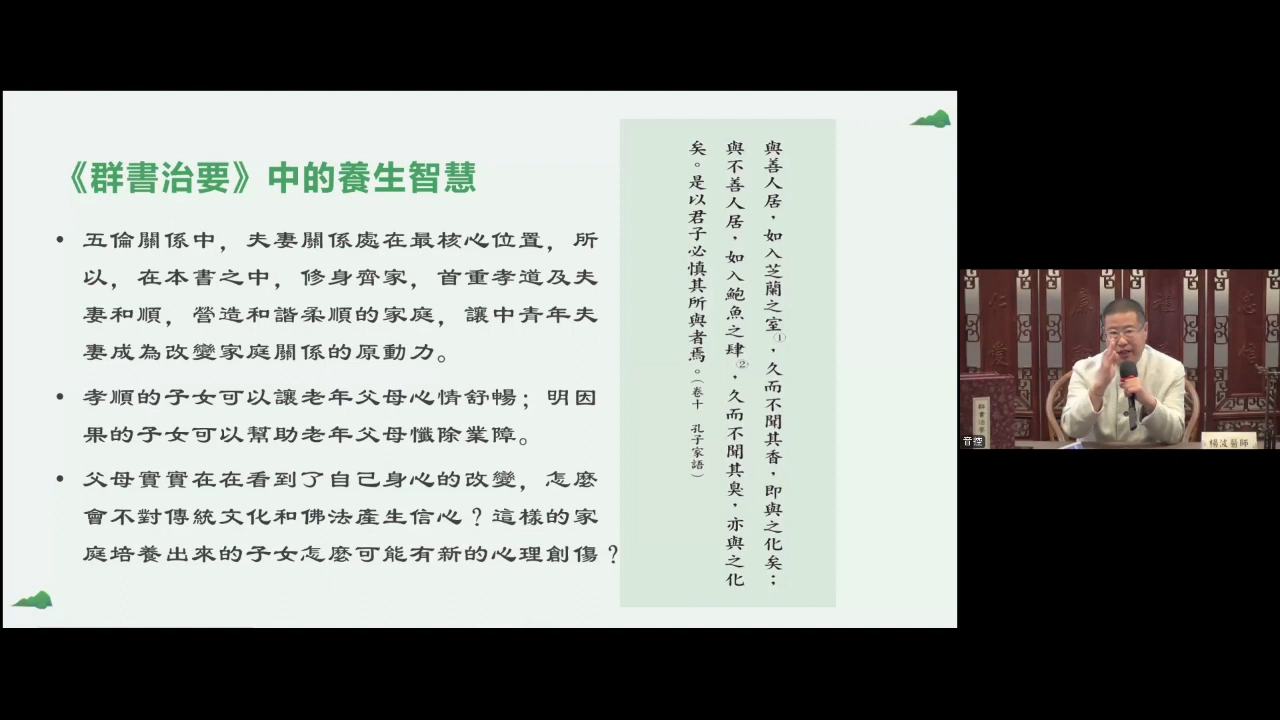 《群書治要》中的養生智慧
• 五倫關係中，夫妻關係處在最核心位置，所
以，在本書之中，修身齊家，首重孝道及夫
妻和順，營造和諧柔順的家庭，讓中青年夫
妻成為改變家庭關係的原動力。
• 孝順的子女可以讓老年父母心情舒暢；明因
果的子女可以幫助老年父母懺除業障。
• 父母實實在在看到了自己身心的改變，怎麼
會不對傳統文化和佛法產生信心？這樣的家
庭培養出來的子女怎麼可能有新的心理創傷？
與善人居，如入芝蘭之室①，久而不聞其香，即與之化矣；
與不善人居，如入鮑魚之肆②，久而不聞其臭，亦與之化
矣。是以君子必慎其所與者焉。（卷十 孔子家語）
仁愛
忠信
群書治要
音控
楊波醫師